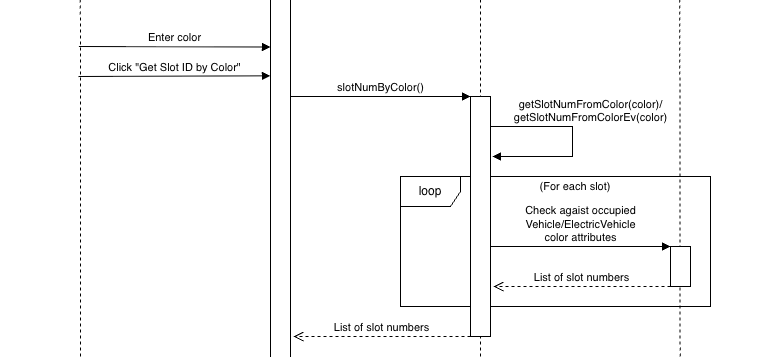 Enter color
Click "Get Slot ID by Color"
slotNumByColor()
getSlotNumFromColor(color)/
getSlotNumFromColorEv(color)
loop
(For each slot)
Check agaist occupied
Vehicle/ElectricVehicle
color attributes
List of slot numbers
List of slot numbers